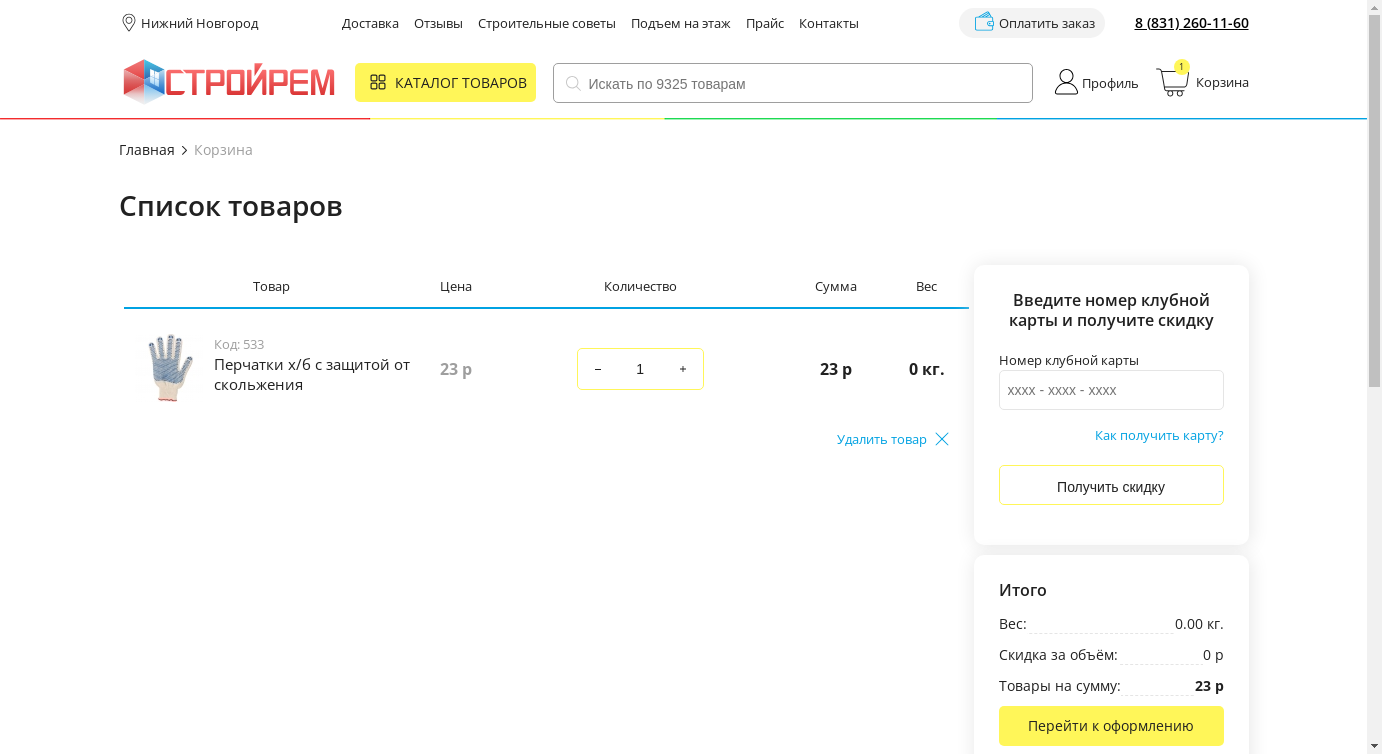 Нижний Новгород Доставка Отзывы Строительные советы Подъем на этаж Прайс Контакты Оплатить заказ 8 (831) 260-11-60
СТРОЙРЕМ КАТАЛОГ ТОВАРОВ Искать по 9325 товарам Профиль 1 Корзина
Главная Корзина
Список товаров
Товар Цена Количество Сумма Вес
Код: 533
Перчатки х/б с защитой от
скольжения
23 р − 1 + 23 р 0 кг.
Удалить товар
Введите номер клубной
карты и получите скидку
Номер клубной карты
xxxx - xxxx - xxxx
Как получить карту?
Получить скидку
Итого
Вес: 0.00 кг.
Скидка за объём: 0 р
Товары на сумму: 23 р
Перейти к оформлению